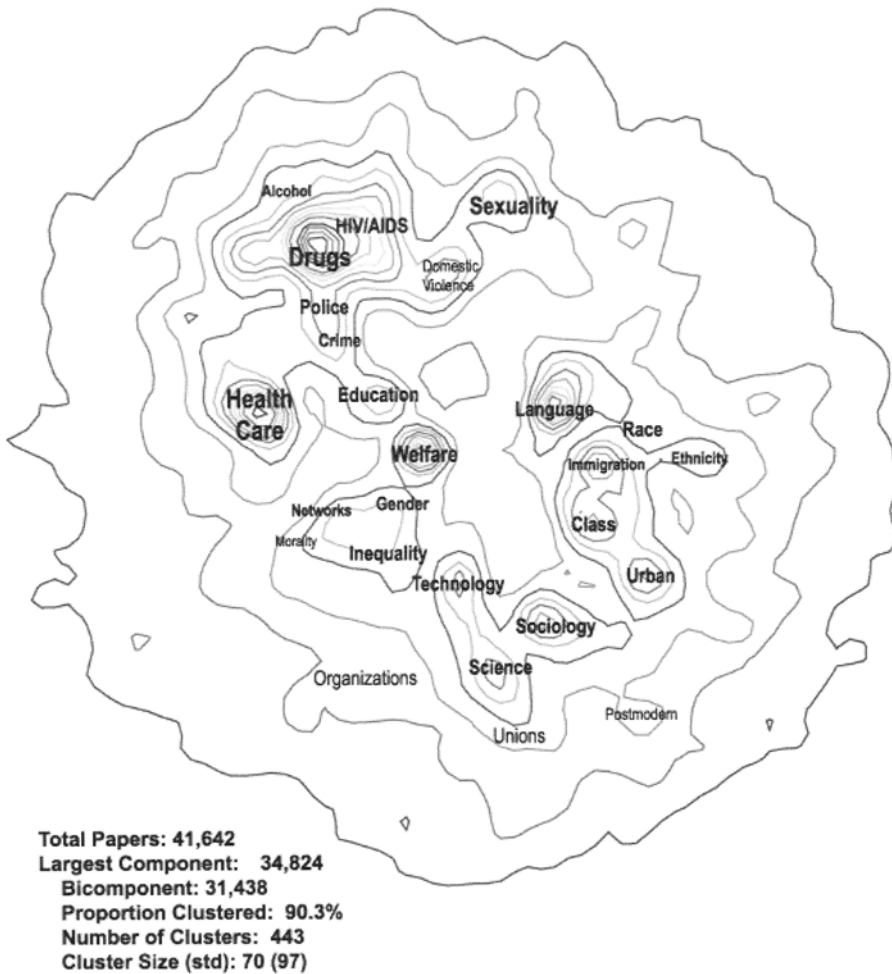 Alcohol
Sexuality
HIV/AIDS
Drugs
Domestic
Violence
Police
Crime
Health
Care
Education
Language
Race
Welfare
Immigration
Ethnicity
Networks
Gender
Class
Morality
Inequality
Technology
Urban
Sociology
Science
Organizations
Postmodern
Unions
Total Papers: 41,642
Largest Component: 34,824
Bicomponent: 31,438
Proportion Clustered: 90.3%
Number of Clusters: 443
Cluster Size (std): 70 (97)